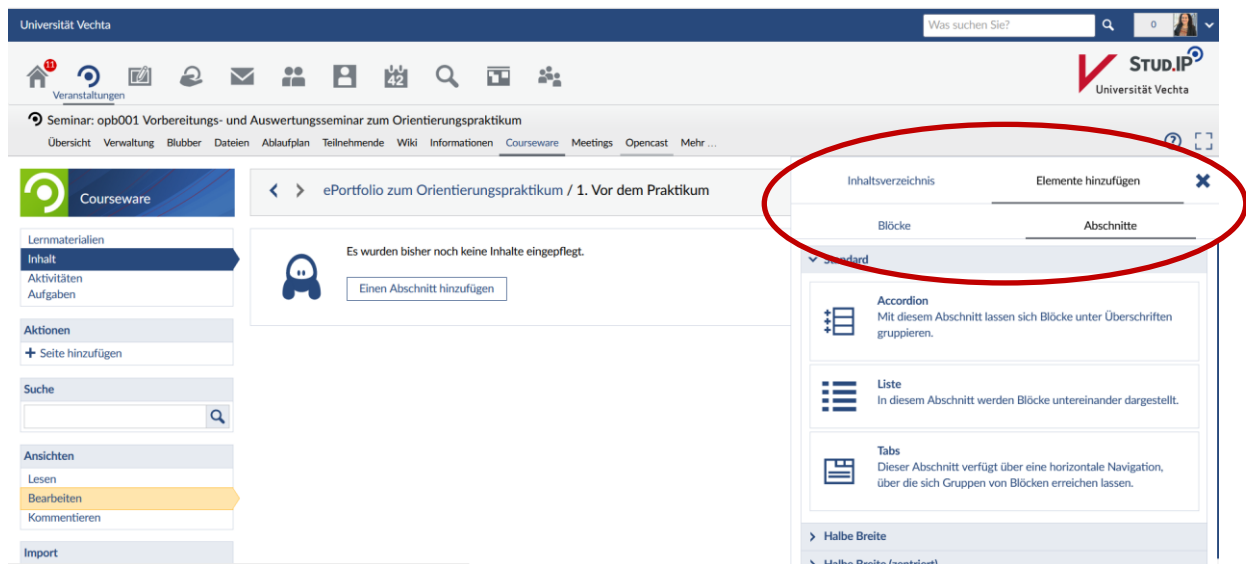 Universität Vechta
Was suchen Sie?
0
11
42
Veranstaltungen
STUD.IP
Universität Vechta
Seminar: opb001 Vorbereitungs- und Auswertungsseminar zum Orientierungspraktikum
Übersicht Verwaltung Blubber Dateien Ablaufplan Teilnehmende Wiki Informationen Courseware Meetings Opencast Mehr ...
Courseware
ePortfolio zum Orientierungspraktikum / 1. Vor dem Praktikum
Inhaltsverzeichnis
Elemente hinzufügen
Blöcke
Abschnitte
Lernmaterialien
Inhalt
Aktivitäten
Aufgaben
Aktionen
+ Seite hinzufügen
Suche
Ansichten
Lesen
Bearbeiten
Kommentieren
Import
Es wurden bisher noch keine Inhalte eingepflegt.
Einen Abschnitt hinzufügen
Standard
Accordion
Mit diesem Abschnitt lassen sich Blöcke unter Überschriften
gruppieren.
Liste
In diesem Abschnitt werden Blöcke untereinander dargestellt.
Tabs
Dieser Abschnitt verfügt über eine horizontale Navigation,
über die sich Gruppen von Blöcken erreichen lassen.
Halbe Breite
Halbe Breite (zentriert)